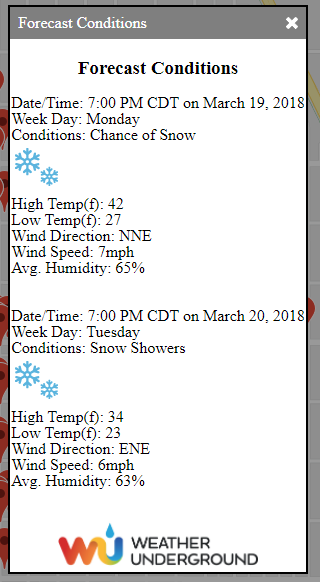 Forecast Conditions
Forecast Conditions
Date/Time: 7:00 PM CDT on March 19, 2018
Week Day: Monday
Conditions: Chance of Snow
High Temp(f): 42
Low Temp(f): 27
Wind Direction: NNE
Wind Speed: 7mph
Avg. Humidity: 65%
Date/Time: 7:00 PM CDT on March 20, 2018
Week Day: Tuesday
Conditions: Snow Showers
High Temp(f): 34
Low Temp(f): 23
Wind Direction: ENE
Wind Speed: 6mph
Avg. Humidity: 63%
WEATHER
UNDERGROUND